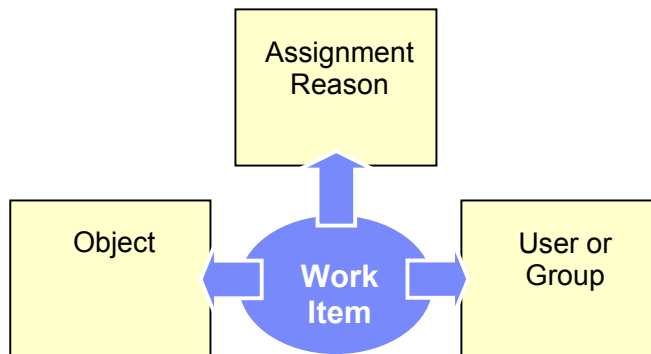 Assignment
Reason
Object
Work
Item
User or
Group